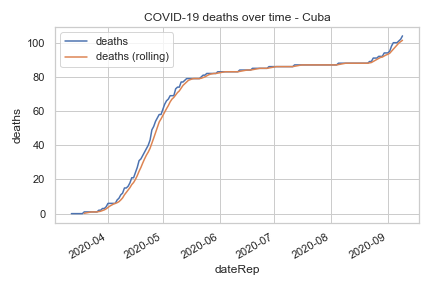 COVID-19 deaths over time - Cuba
deaths
deaths (rolling)
100
80
60
40
20
0
deaths
2020-04
2020-05
2020-06
2020-07
2020-08
2020-09
dateRep